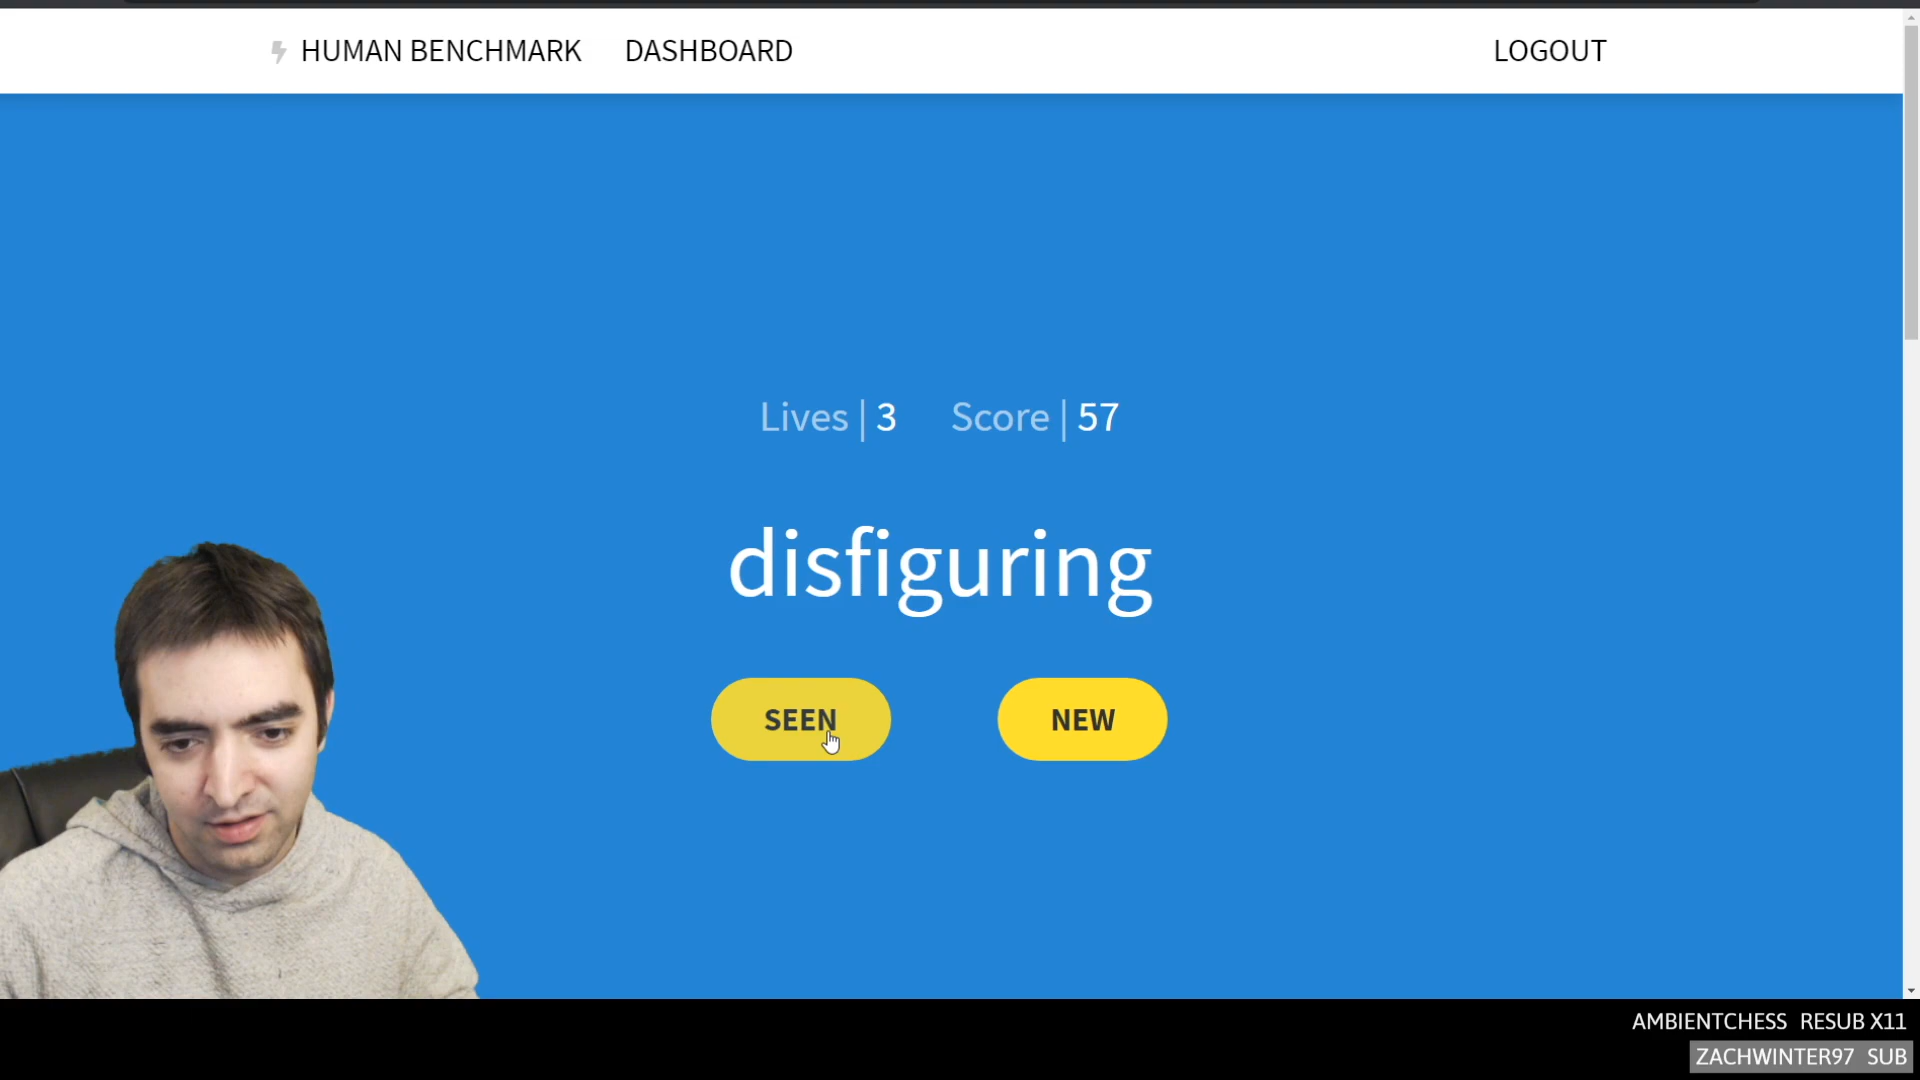 HUMAN BENCHMARK DASHBOARD LOGOUT
Lives | 3 Score | 57
disfiguring
SEEN NEW
AMBIENTCHESS RESUB X11
ZACHWINTER97 SUB